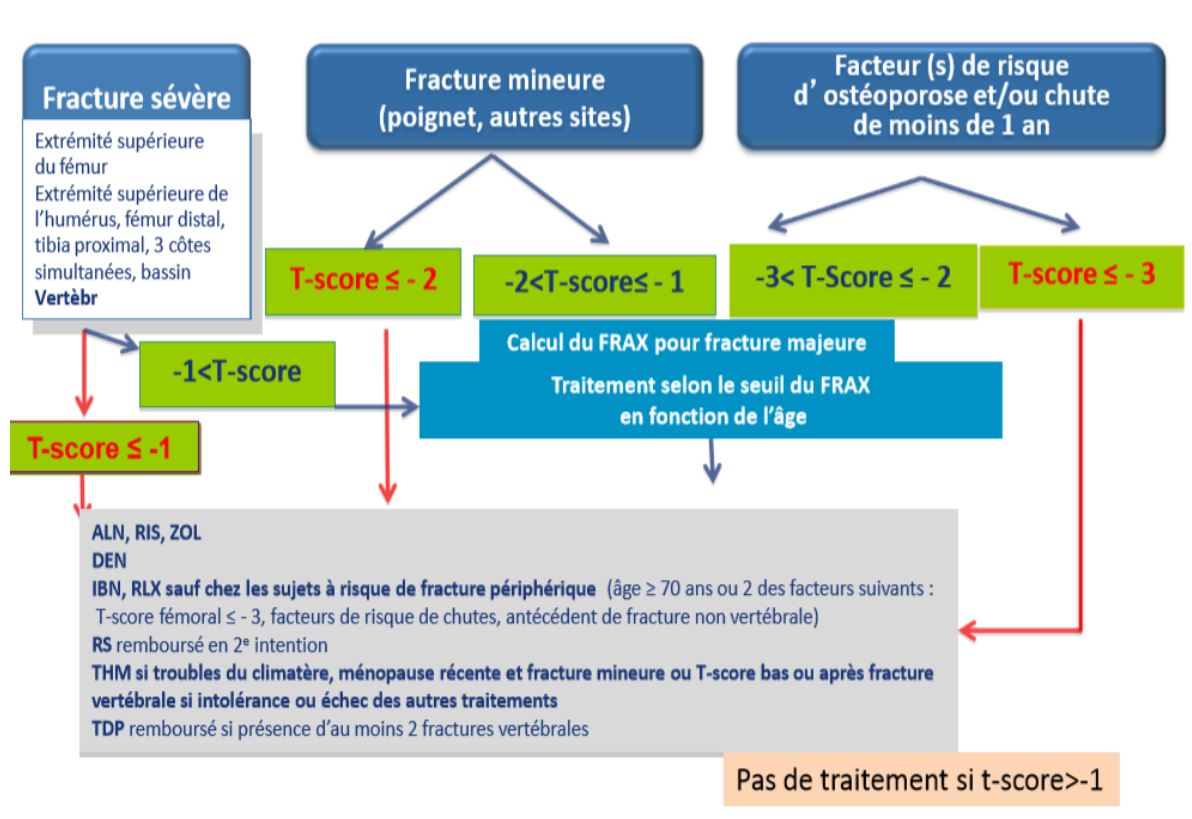 Fracture sévère
Extrémité supérieure
du fémur
Extrémité supérieure de
l'humérus, fémur distal,
tibia proximal, 3 côtes
simultanées, bassin
Vertèbr
Fracture mineure
(poignet, autres sites)
Facteur (s) de risque
d' ostéoporose et/ou chute
de moins de 1 an
T-score ≤ - 2
-2<T-score≤ - 1
-3< T-Score ≤ - 2
T-score ≤ - 3
-1<T-score
Calcul du FRAX pour fracture majeure
Traitement selon le seuil du FRAX
en fonction de l'âge
T-score ≤ -1
ALN, RIS, ZOL
DEN
IBN, RLX sauf chez les sujets à risque de fracture périphérique (âge ≥ 70 ans ou 2 des facteurs suivants :
T-score fémoral ≤ - 3, facteurs de risque de chutes, antécédent de fracture non vertébrale)
RS remboursé en 2e intention
THM si troubles du climatère, ménopause récente et fracture mineure ou T-score bas ou après fracture
vertébrale si intolérance ou échec des autres traitements
TDP remboursé si présence d'au moins 2 fractures vertébrales
Pas de traitement si t-score>-1